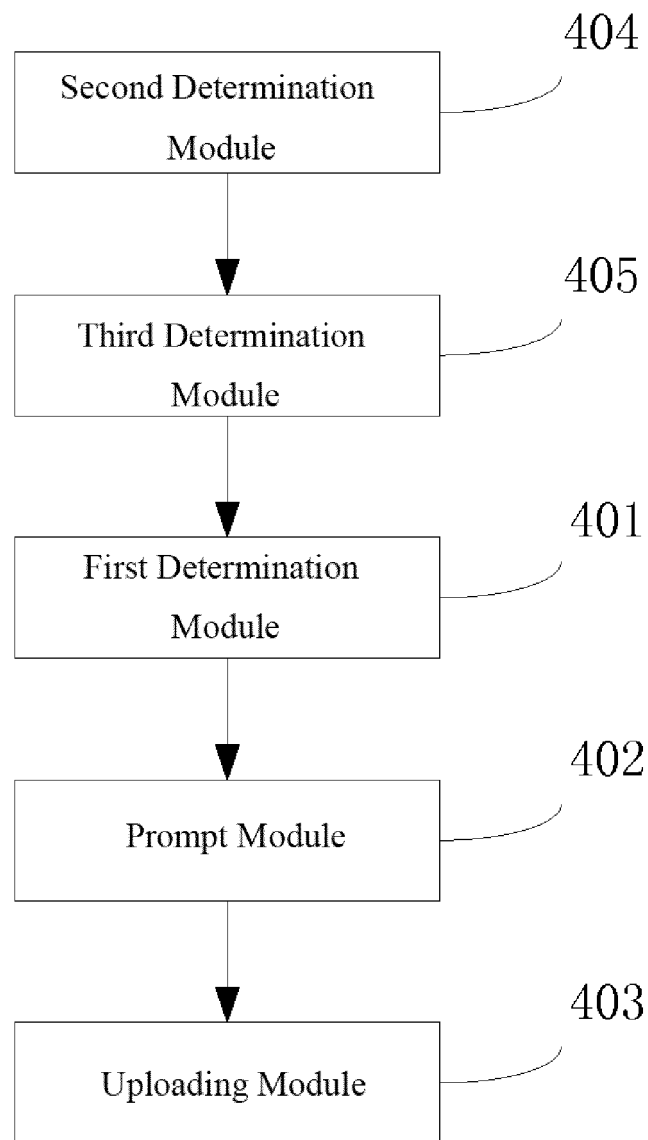 404
Second Determination
Module
405
Third Determination
Module
401
First Determination
Module
402
Prompt Module
403
Uploading Module